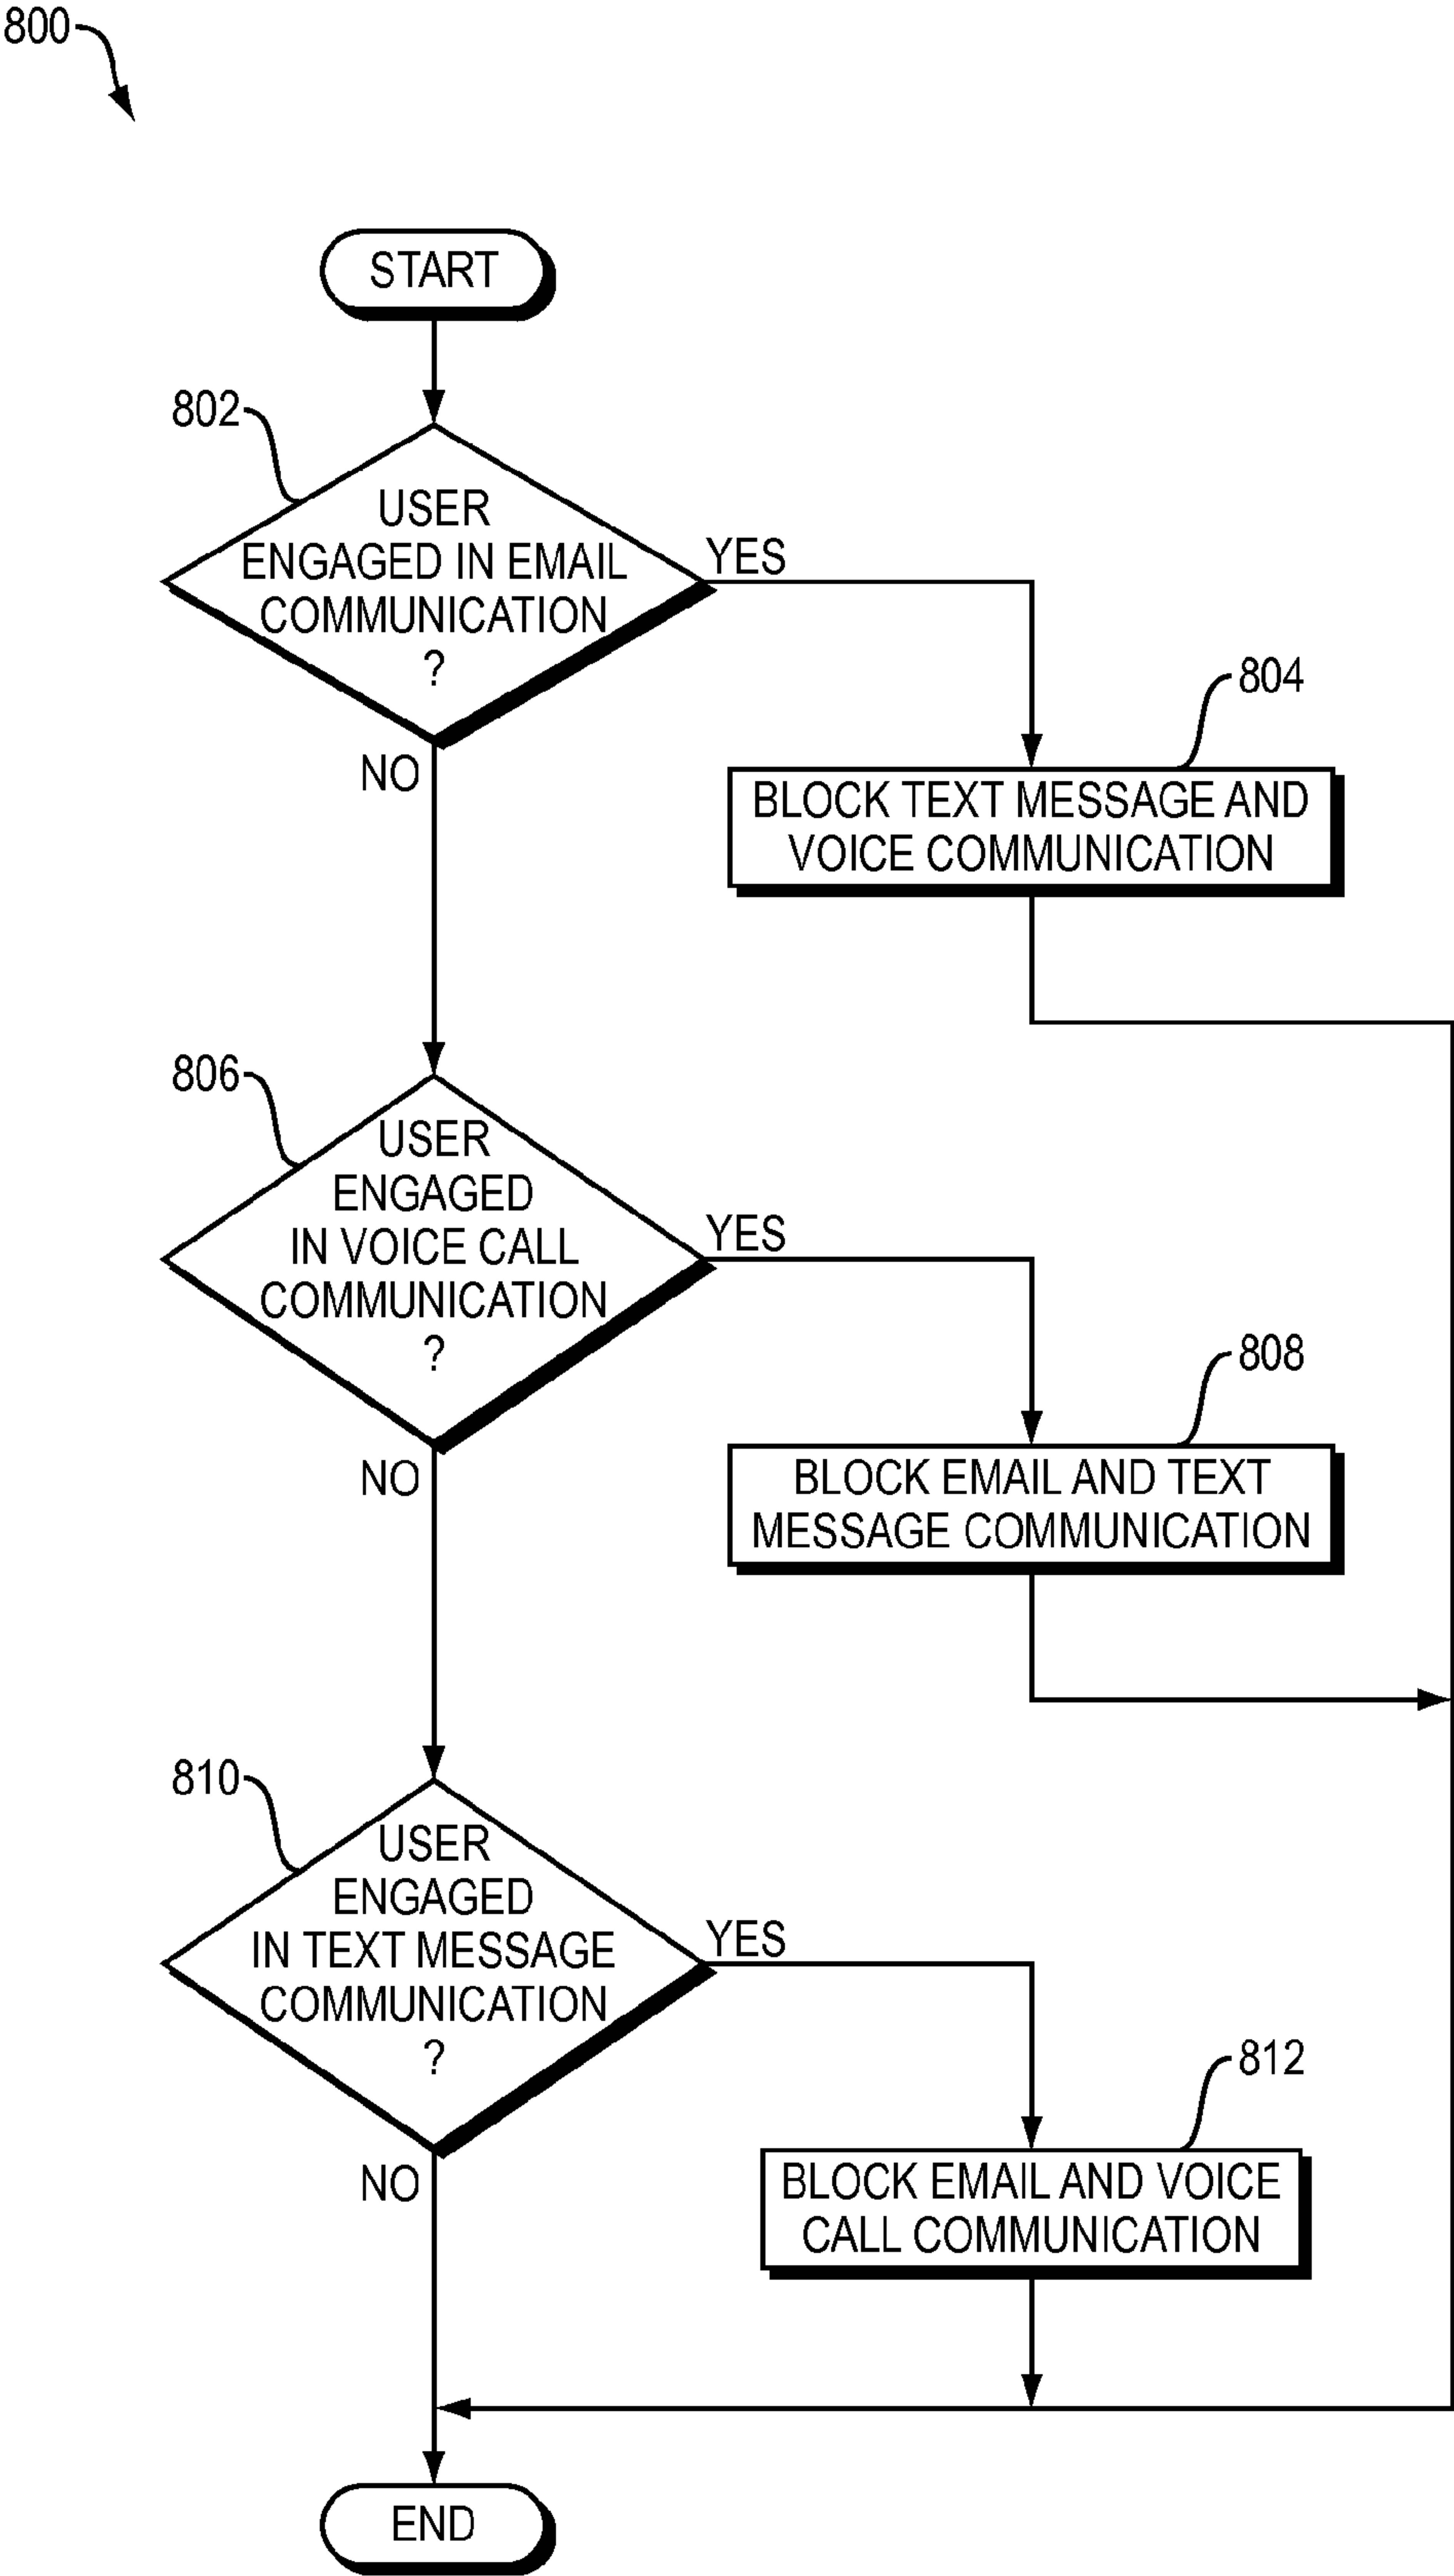 800
START
802
USER
ENGAGED IN EMAIL
COMMUNICATION
?
YES
NO
804
BLOCK TEXT MESSAGE AND
VOICE COMMUNICATION
806
USER
ENGAGED
IN VOICE CALL
COMMUNICATION
?
YES
NO
808
BLOCK EMAIL AND TEXT
MESSAGE COMMUNICATION
810
USER
ENGAGED
IN TEXT MESSAGE
COMMUNICATION
?
YES
NO
812
BLOCK EMAIL AND VOICE
CALL COMMUNICATION
END